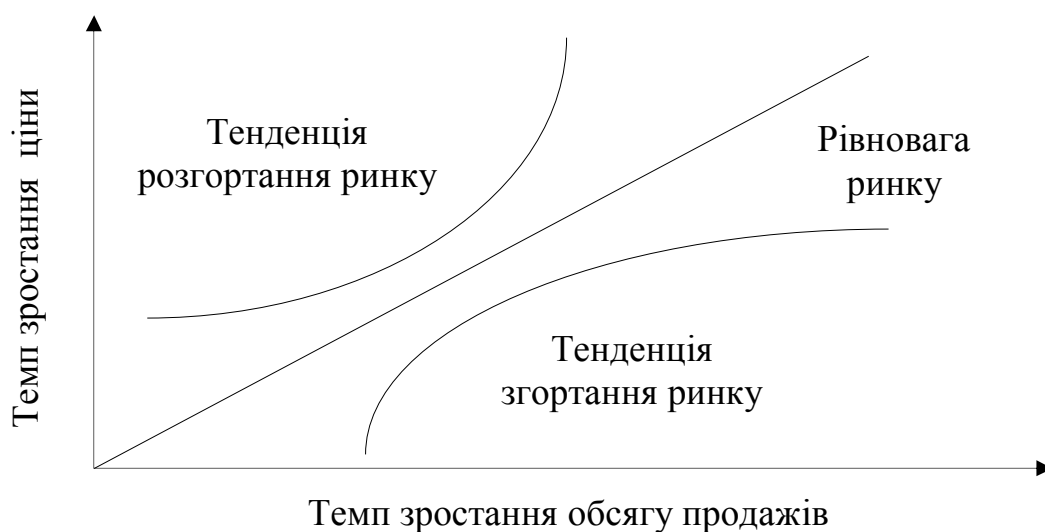 Темп зростання ціни
Тенденція
розгортання ринку
Рівновага
ринку
Тенденція
згортання ринку
Темп зростання обсягу продажів